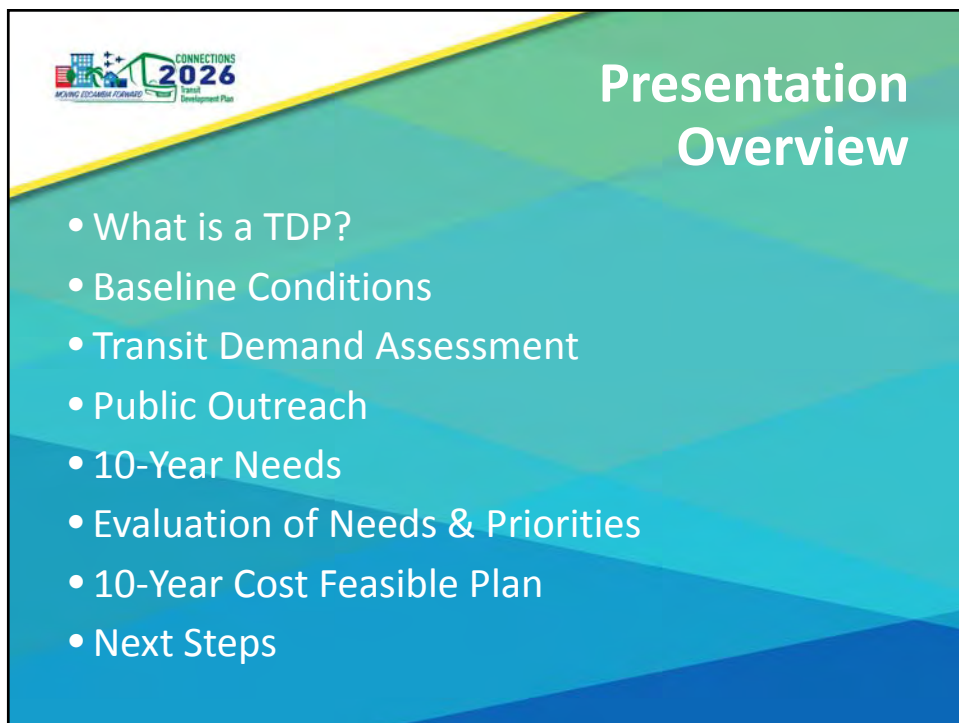 CONNECTIONS
2026
Transit
Development Plan
MOVING ESCAMBIA FORWARD
Presentation
Overview
• What is a TDP?
• Baseline Conditions
• Transit Demand Assessment
• Public Outreach
• 10-Year Needs
• Evaluation of Needs & Priorities
• 10-Year Cost Feasible Plan
• Next Steps